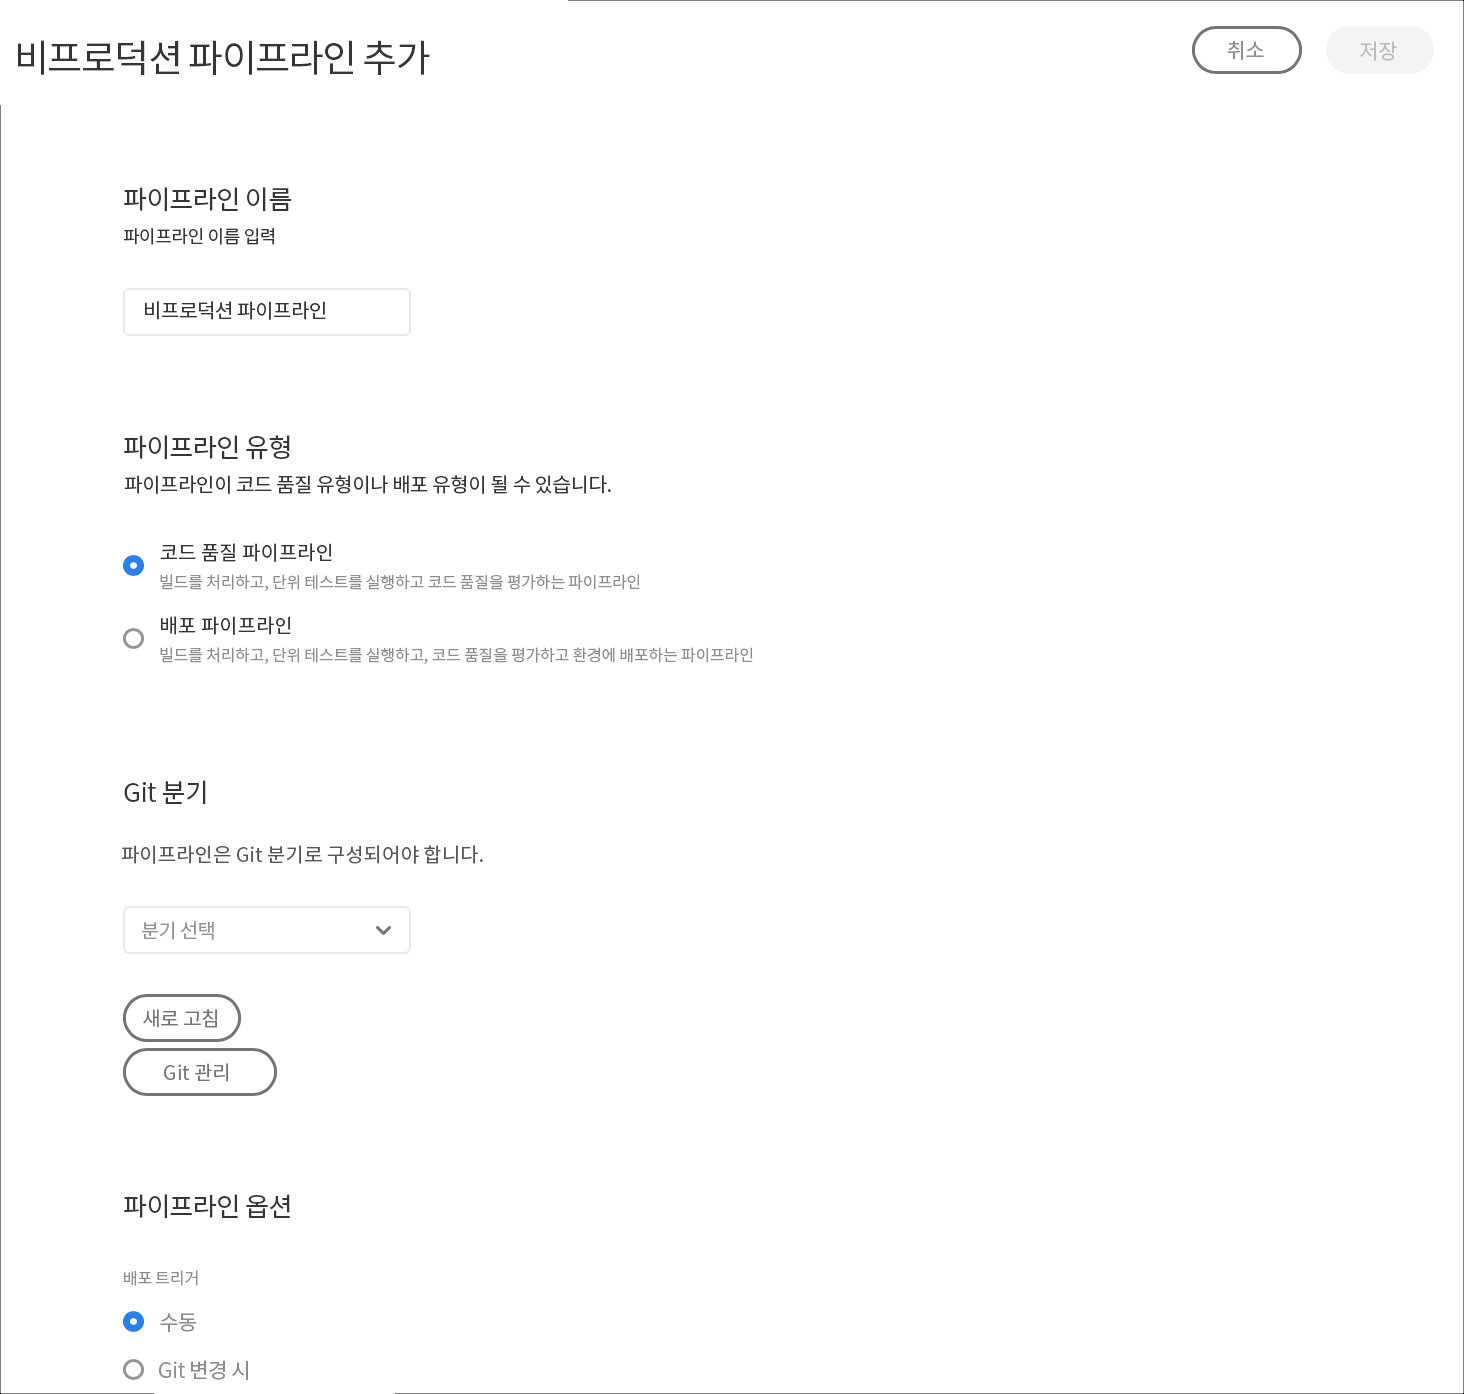 비프로덕션 파이프라인 추가
취소
저장
파이프라인 이름
파이프라인 이름 입력
비프로덕션 파이프라인
파이프라인 유형
파이프라인이 코드 품질 유형이나 배포 유형이 될 수 있습니다.
코드 품질 파이프라인
빌드를 처리하고, 단위 테스트를 실행하고 코드 품질을 평가하는 파이프라인
배포 파이프라인
빌드를 처리하고, 단위 테스트를 실행하고, 코드 품질을 평가하고 환경에 배포하는 파이프라인
Git 분기
파이프라인은 Git 분기로 구성되어야 합니다.
분기 선택
새로 고침
Git 관리
파이프라인 옵션
배포 트리거
수동
Git 변경 시